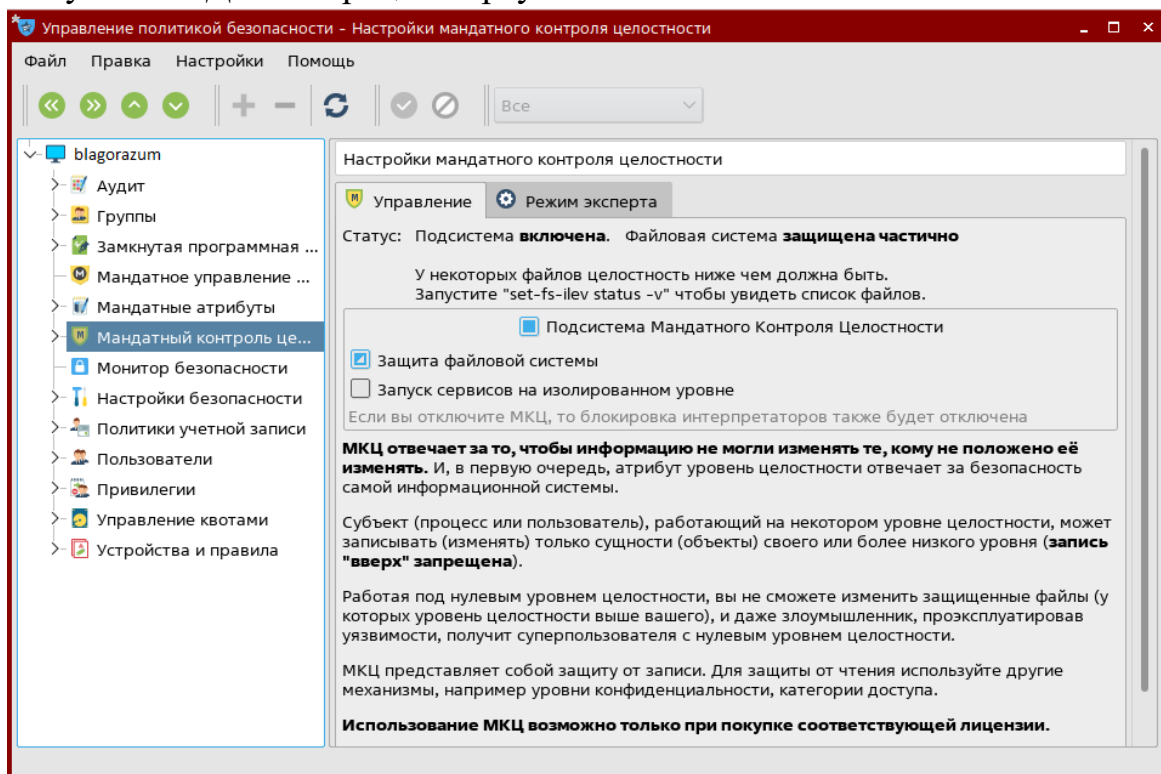 Управление политикой безопасности - Настройки мандатного контроля целостности
Файл Правка Настройки Помощь
Все
blagorazum
Аудит
Группы
Замкнутая программная ...
Мандатное управление ...
Мандатные атрибуты
Мандатный контроль це...
Монитор безопасности
Настройки безопасности
Политики учетной записи
Пользователи
Привилегии
Управление квотами
Устройства и правила
Настройки мандатного контроля целостности
Управление Режим эксперта
Статус: Подсистема включена. Файловая система защищена частично
У некоторых файлов целостность ниже чем должна быть.
Запустите "set-fs-ilev status -v" чтобы увидеть список файлов.
Подсистема Мандатного Контроля Целостности
Защита файловой системы
Запуск сервисов на изолированном уровне
Если вы отключите МКЦ, то блокировка интерпретаторов также будет отключена
МКЦ отвечает за то, чтобы информацию не могли изменять те, кому не положено её
изменять. И, в первую очередь, атрибут уровень целостности отвечает за безопасность
самой информационной системы.
Субъект (процесс или пользователь), работающий на некотором уровне целостности, может
записывать (изменять) только сущности (объекты) своего или более низкого уровня (запись
"вверх" запрещена).
Работая под нулевым уровнем целостности, вы не сможете изменить защищенные файлы (у
которых уровень целостности выше вашего), и даже злоумышленник, проэксплуатировав
уязвимости, получит суперпользователя с нулевым уровнем целостности.
МКЦ представляет собой защиту от записи. Для защиты от чтения используйте другие
механизмы, например уровни конфиденциальности, категории доступа.
Использование МКЦ возможно только при покупке соответствующей лицензии.